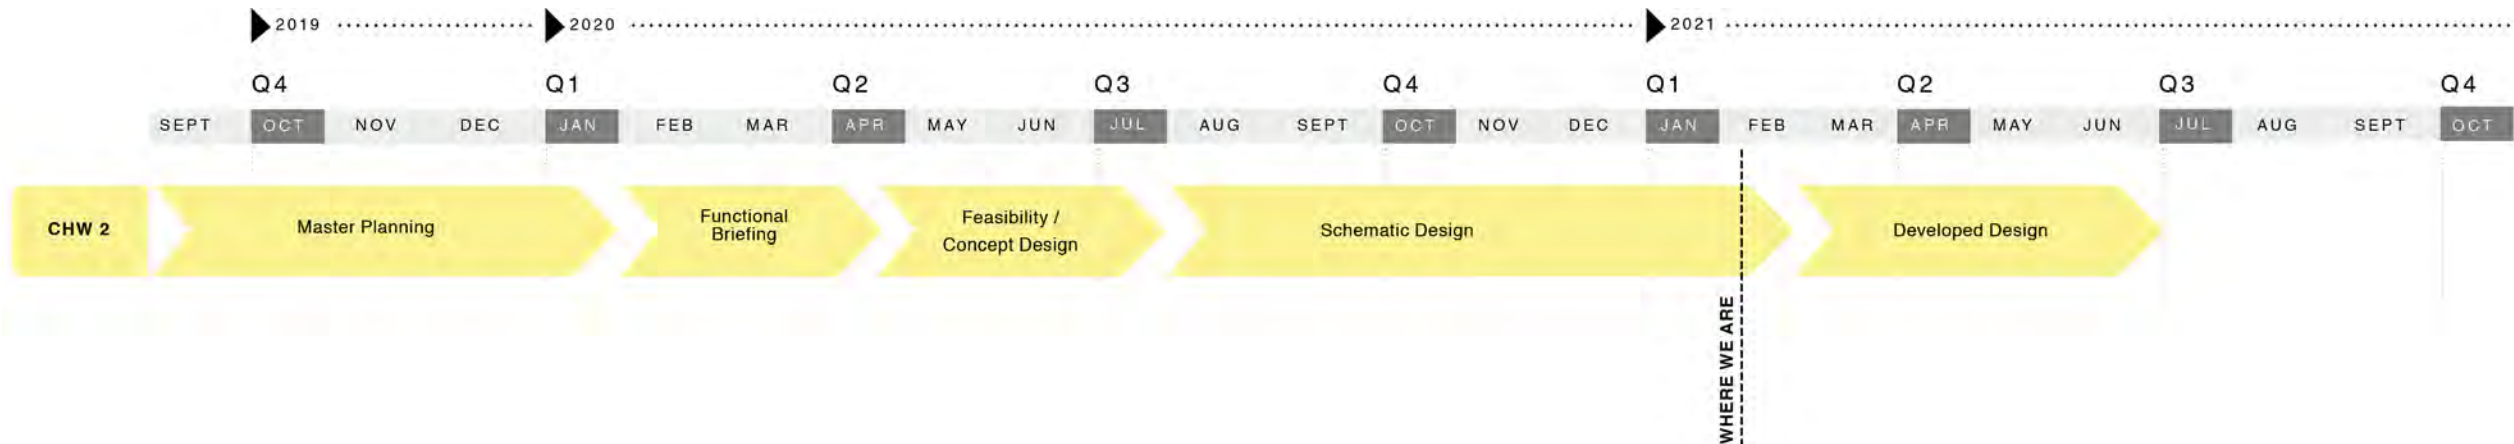 2019 2020 2021
Q4 Q1 Q2 Q3 Q4 Q1 Q2 Q3 Q4
SEPT OCT NOV DEC JAN FEB MAR APR MAY JUN JUL AUG SEPT OCT NOV DEC JAN FEB MAR APR MAY JUN JUL AUG SEPT OCT
CHW 2
Master Planning
Functional
Briefing
Feasibility /
Concept Design
Schematic Design
Developed Design
WHERE WE ARE